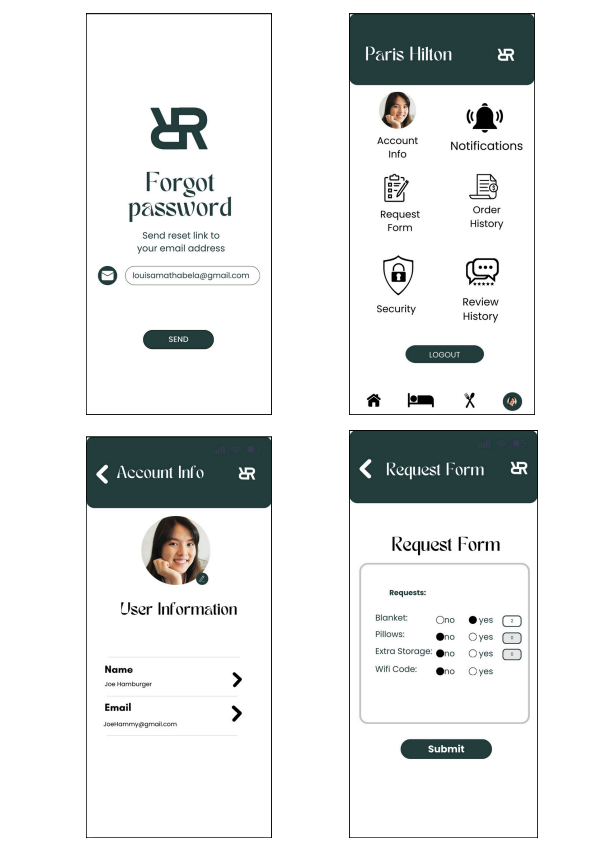 RR
Forgot
password
Send reset link to
your email address
louisamathabela@gmail.com
SEND
Paris Hilton
RR
Account
Info
Notifications
Request
Form
Order
History
Security
Review
History
LOGOUT
Account Info
RR
User Information
Name
Joe Hamburger
Email
JoeHammy@gmail.com
Request Form
RR
Request Form
Requests:
Blanket: no yes 2
Pillows: no yes 0
Extra Storage: no yes 0
Wifi Code: no yes
Submit